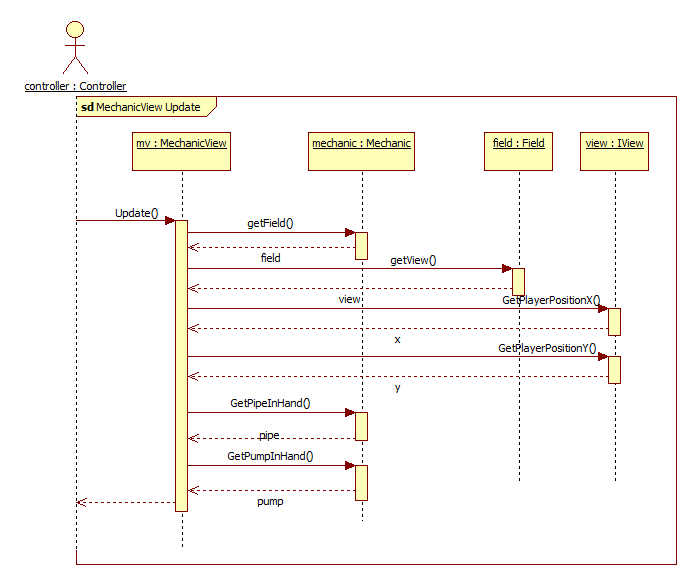 controller : Controller
sd MechanicView Update
mv : MechanicView
mechanic : Mechanic
field : Field
view : IView
Update()
getField()
field
getView()
view
GetPlayerPositionX()
x
GetPlayerPositionY()
y
GetPipeInHand()
pipe
GetPumpInHand()
pump